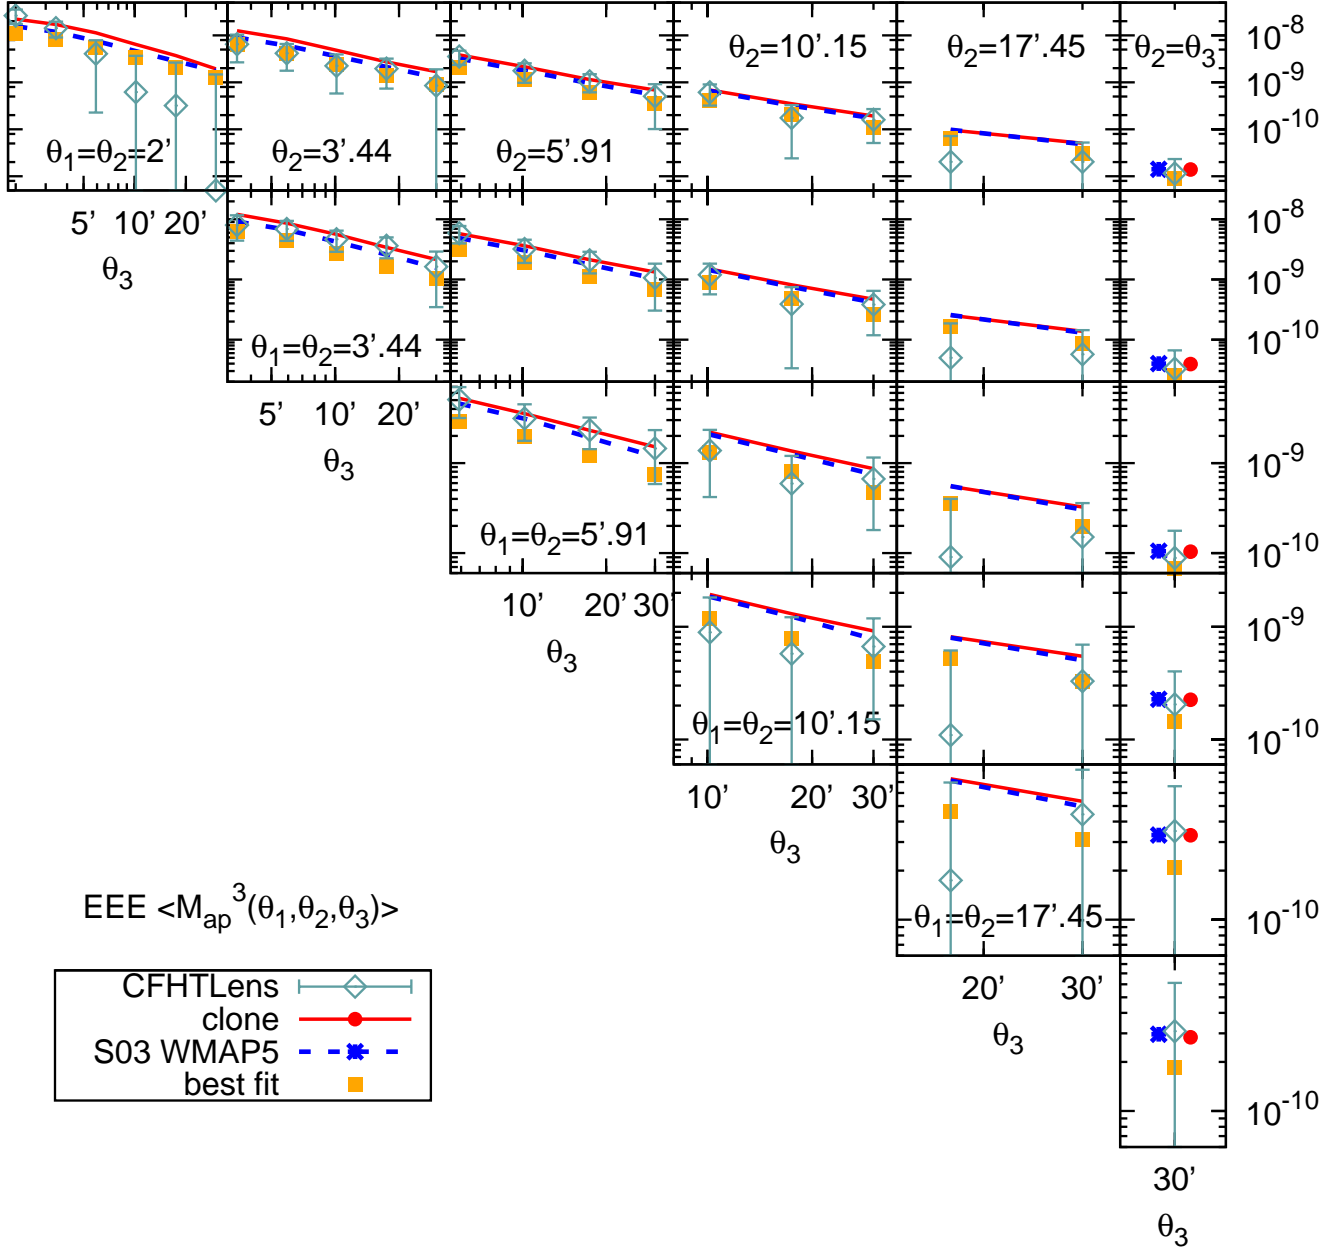 θ2=10'.15 θ2=17'.45 θ2=θ3 10^-8
10^-9
10^-10
θ1=θ2=2' θ2=3'.44 θ2=5'.91
5' 10' 20'
θ3
10^-8
10^-9
10^-10
θ1=θ2=3'.44
5' 10' 20'
θ3
10^-9
10^-10
θ1=θ2=5'.91
10' 20' 30'
θ3
10^-9
10^-10
θ1=θ2=10'.15
10' 20' 30'
θ3
10^-10
θ1=θ2=17'.45
20' 30'
θ3
10^-10
30'
θ3
EEE <Map^3(θ1,θ2,θ3)>
CFHTLens
clone
S03 WMAP5
best fit